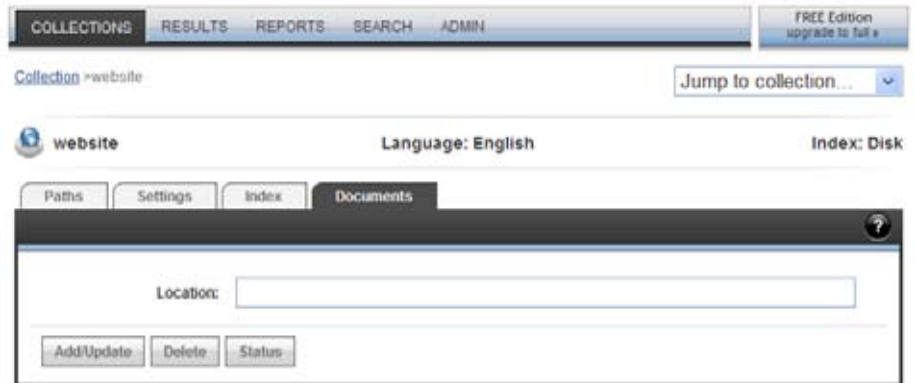 COLLECTIONS RESULTS REPORTS SEARCH ADMIN
FREE Edition
upgrade to full »
Collection >website
Jump to collection...
website Language: English Index: Disk
Paths Settings Index Documents
?
Location:
Add/Update Delete Status